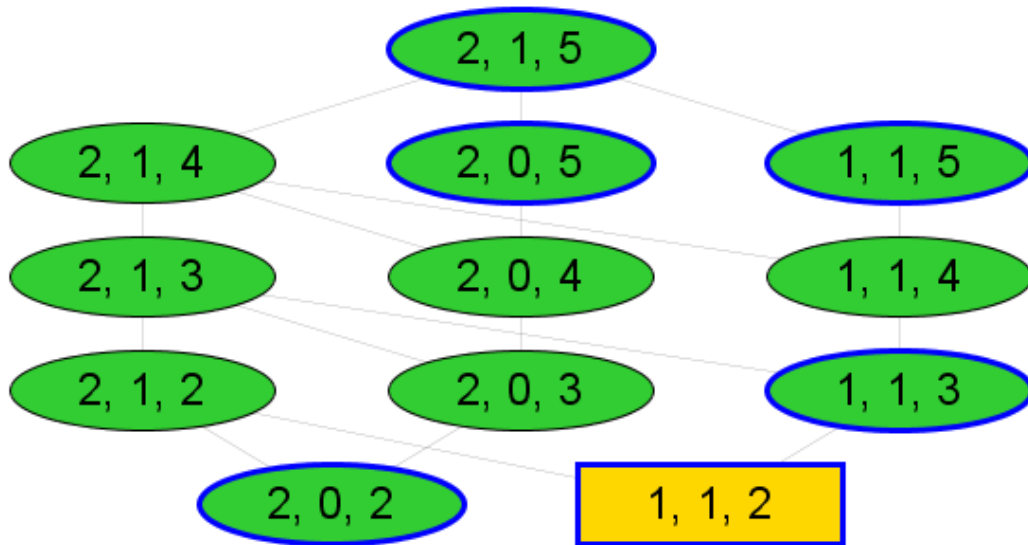 2, 1, 5
2, 1, 4
2, 0, 5
1, 1, 5
2, 1, 3
2, 0, 4
1, 1, 4
2, 1, 2
2, 0, 3
1, 1, 3
2, 0, 2
1, 1, 2